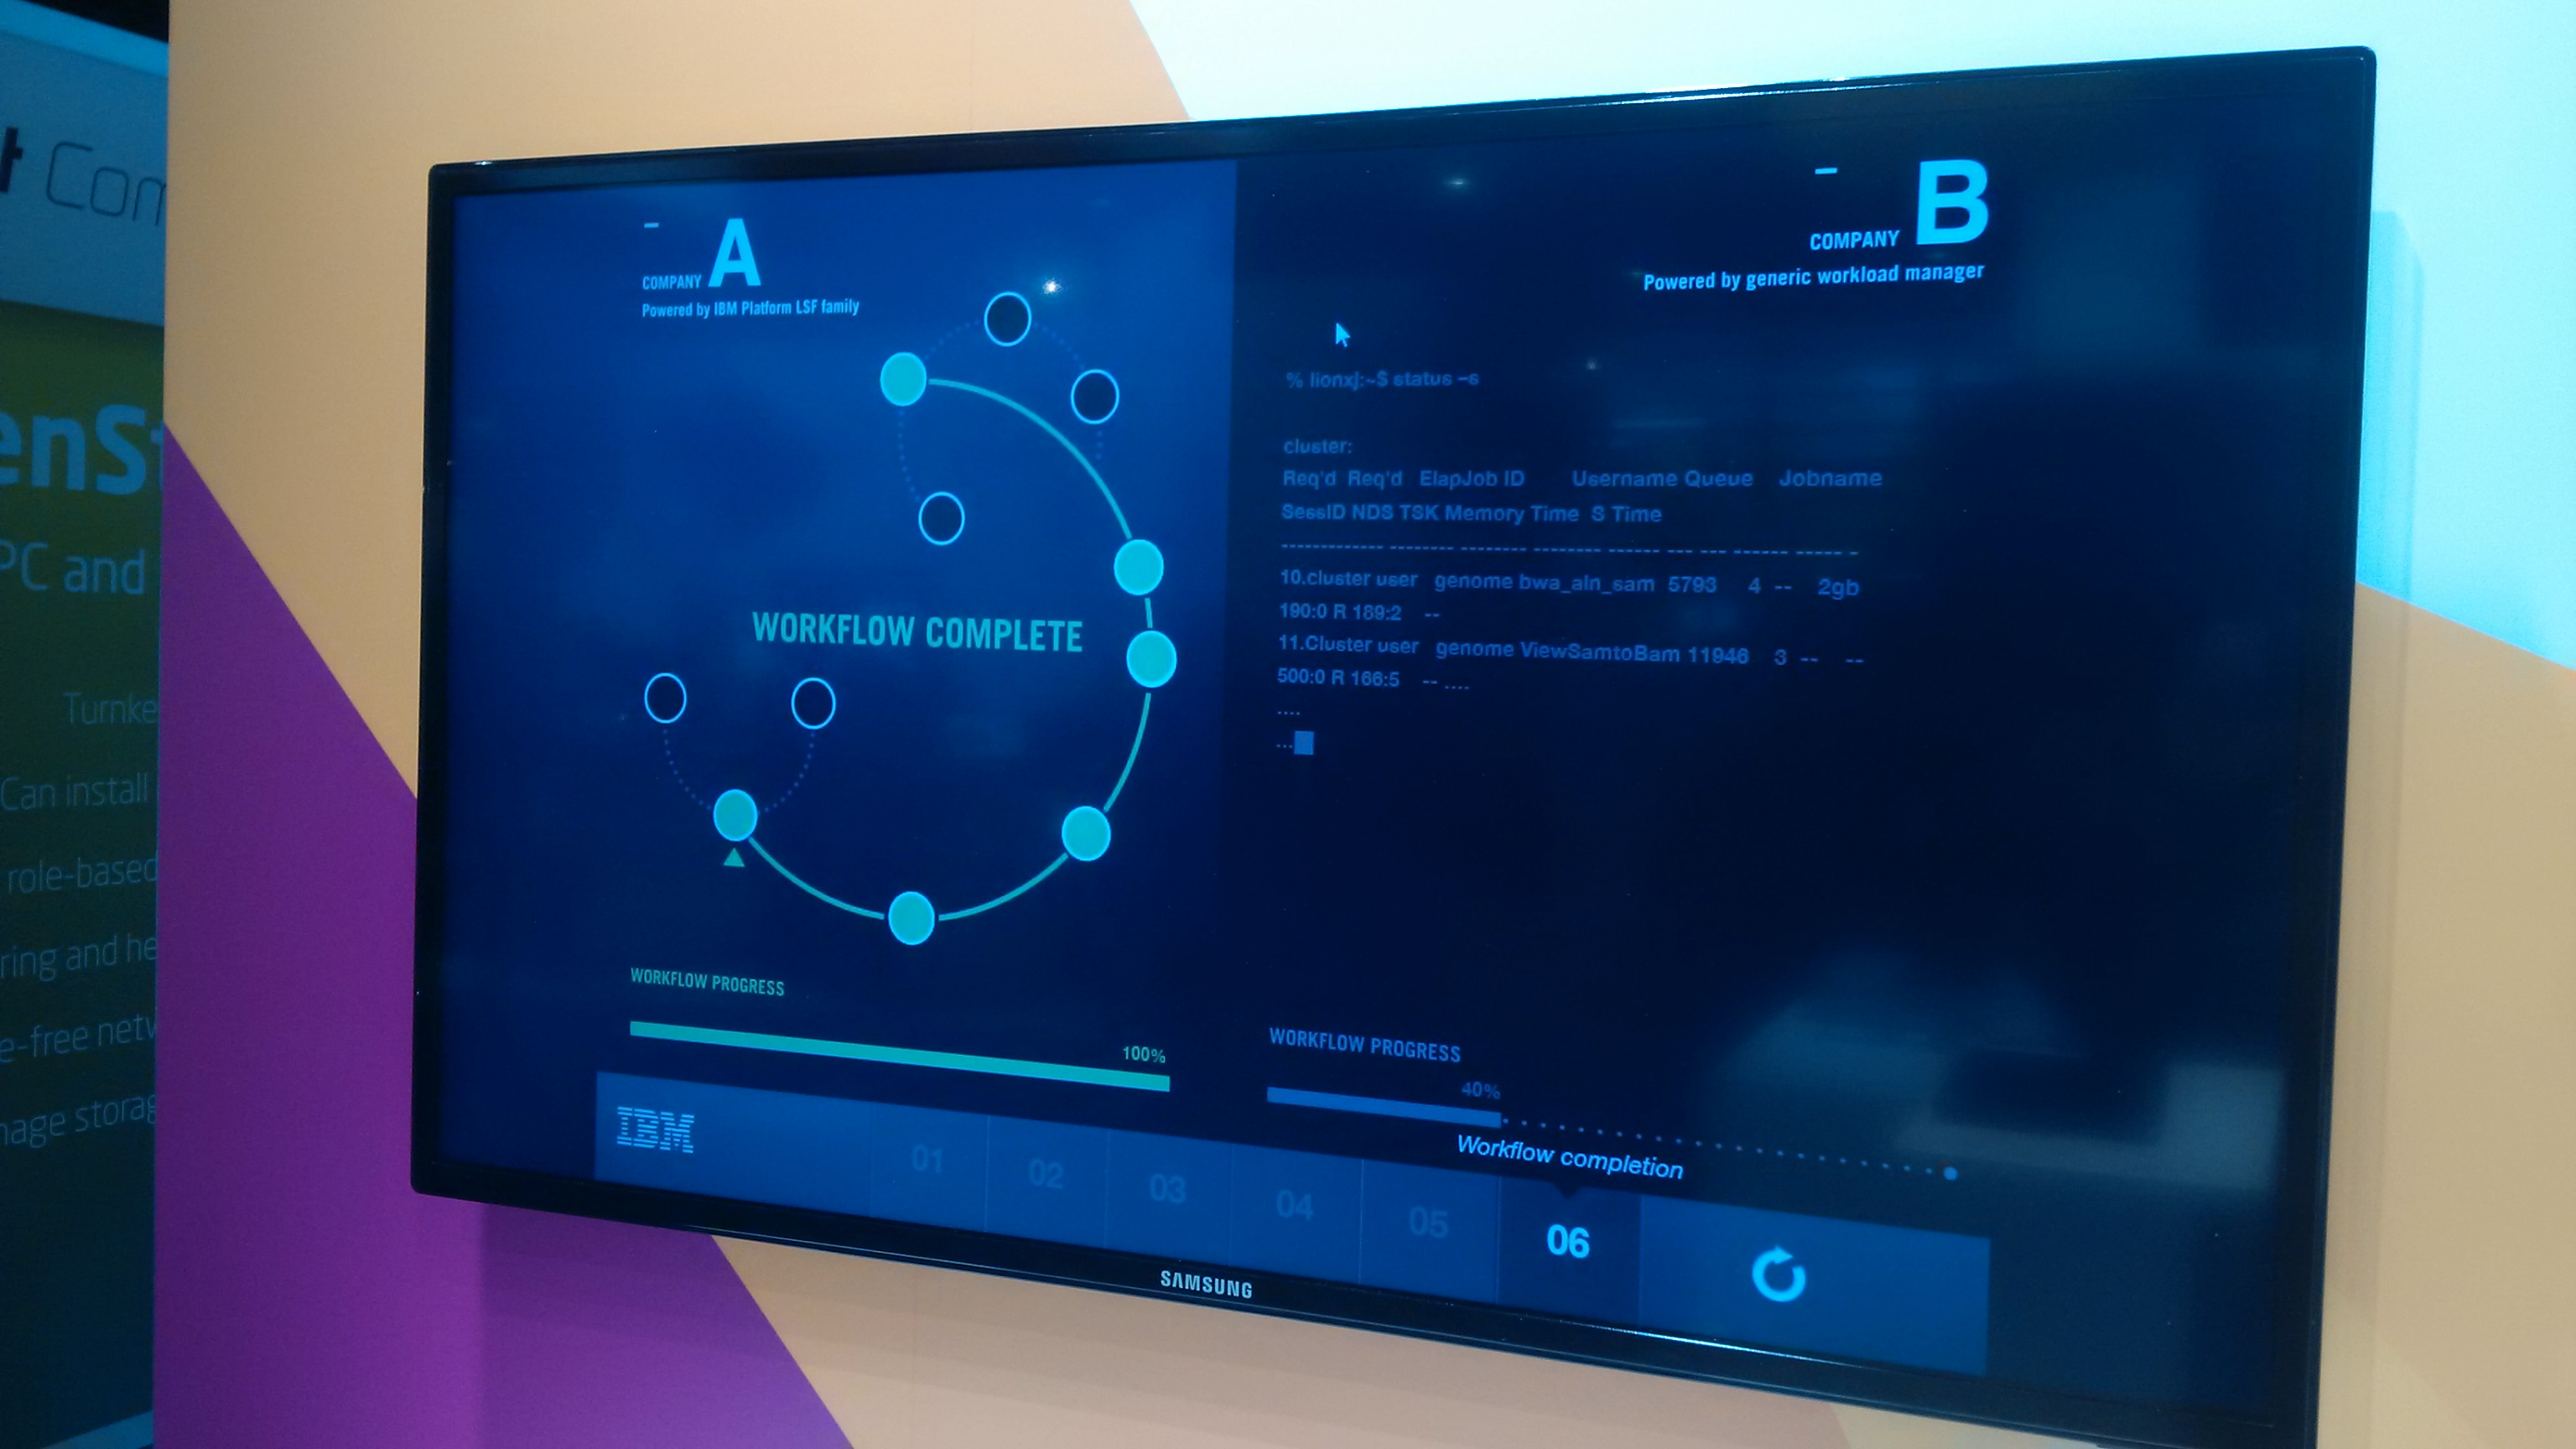 Com
enSt
PC and
Turnke
Can install
role-based
ring and he
e-free netw
nage storag
COMPANY A
Powered by IBM Platform LSF family
WORKFLOW COMPLETE
WORKFLOW PROGRESS
100%
COMPANY B
Powered by generic workload manager
% lionxj:~$ status –s
cluster:
Req'd Req'd ElapJob ID Username Queue Jobname
SessID NDS TSK Memory Time S Time
------------- -------- -------- -------- ------ --- --- ------ ----- -
10.cluster user genome bwa_aln_sam 5793 4 -- 2gb
190:0 R 189:2 --
11.Cluster user genome ViewSamtoBam 11946 3 -- --
500:0 R 166:5 -- ....
....
...
WORKFLOW PROGRESS
40%
Workflow completion
IBM
01
02
03
04
05
06
SAMSUNG